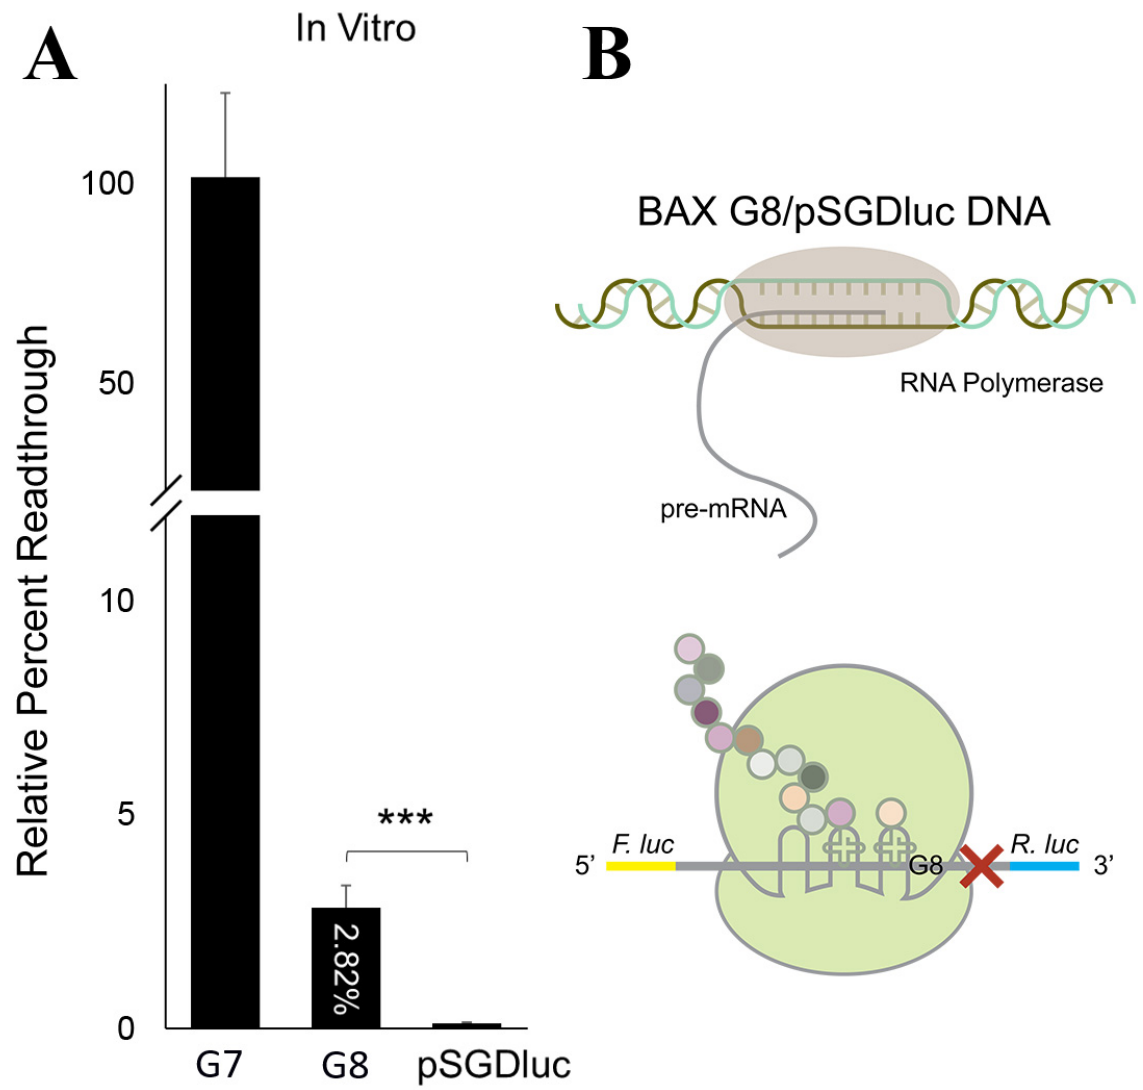 A
In Vitro
Relative Percent Readthrough
100
50
10
5
0
***
2.82%
G7
G8
pSGDluc
B
BAX G8/pSGDluc DNA
RNA Polymerase
pre-mRNA
5’
F. luc
G8
R. luc
3’